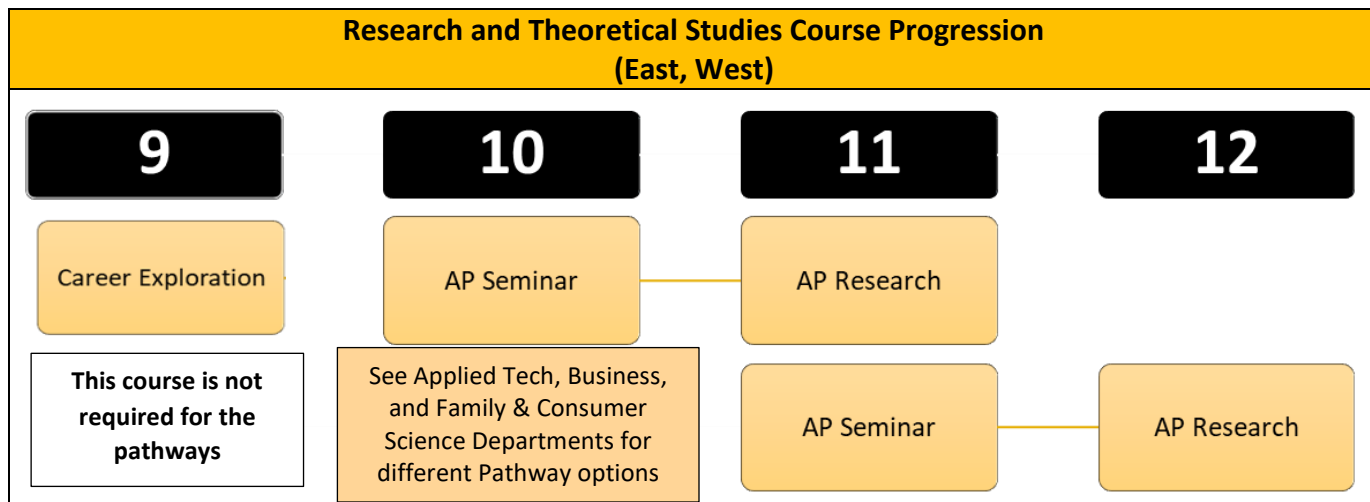 Research and Theoretical Studies Course Progression
(East, West)
9
10
11
12
Career Exploration
AP Seminar
AP Research
This course is not
required for the
pathways
See Applied Tech, Business,
and Family & Consumer
Science Departments for
different Pathway options
AP Seminar
AP Research